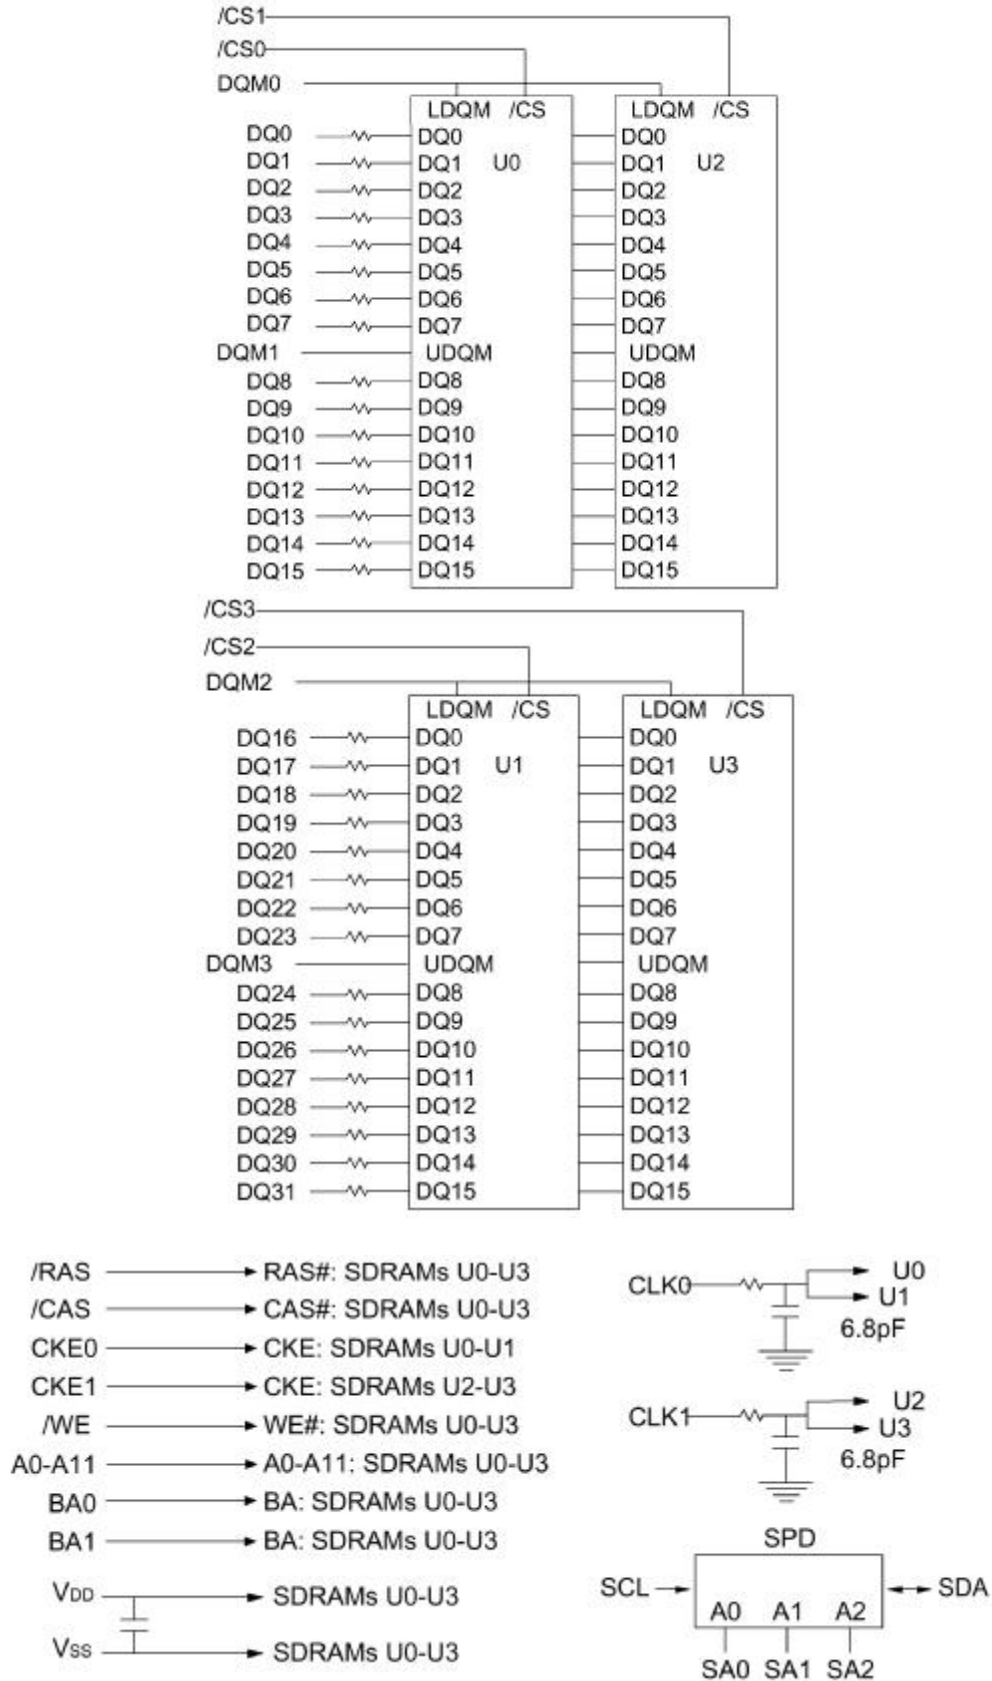 /CS1
/CS0
DQM0
LDQM /CS LDQM /CS
DQ0 DQ0 DQ0
DQ1 DQ1 U0 DQ1 U2
DQ2 DQ2 DQ2
DQ3 DQ3 DQ3
DQ4 DQ4 DQ4
DQ5 DQ5 DQ5
DQ6 DQ6 DQ6
DQ7 DQ7 DQ7
DQM1 UDQM UDQM
DQ8 DQ8 DQ8
DQ9 DQ9 DQ9
DQ10 DQ10 DQ10
DQ11 DQ11 DQ11
DQ12 DQ12 DQ12
DQ13 DQ13 DQ13
DQ14 DQ14 DQ14
DQ15 DQ15 DQ15
/CS3
/CS2
DQM2
LDQM /CS LDQM /CS
DQ16 DQ0 DQ0
DQ17 DQ1 U1 DQ1 U3
DQ18 DQ2 DQ2
DQ19 DQ3 DQ3
DQ20 DQ4 DQ4
DQ21 DQ5 DQ5
DQ22 DQ6 DQ6
DQ23 DQ7 DQ7
DQM3 UDQM UDQM
DQ24 DQ8 DQ8
DQ25 DQ9 DQ9
DQ26 DQ10 DQ10
DQ27 DQ11 DQ11
DQ28 DQ12 DQ12
DQ29 DQ13 DQ13
DQ30 DQ14 DQ14
DQ31 DQ15 DQ15
/RAS RAS#: SDRAMs U0-U3
/CAS CAS#: SDRAMs U0-U3
CKE0 CKE: SDRAMs U0-U1
CKE1 CKE: SDRAMs U2-U3
/WE WE#: SDRAMs U0-U3
A0-A11 A0-A11: SDRAMs U0-U3
BA0 BA: SDRAMs U0-U3
BA1 BA: SDRAMs U0-U3
VDD SDRAMs U0-U3
VSS SDRAMs U0-U3
U0
CLK0 U1
6.8pF
U2
CLK1 U3
6.8pF
SPD
SCL SDA
A0 A1 A2
SA0 SA1 SA2